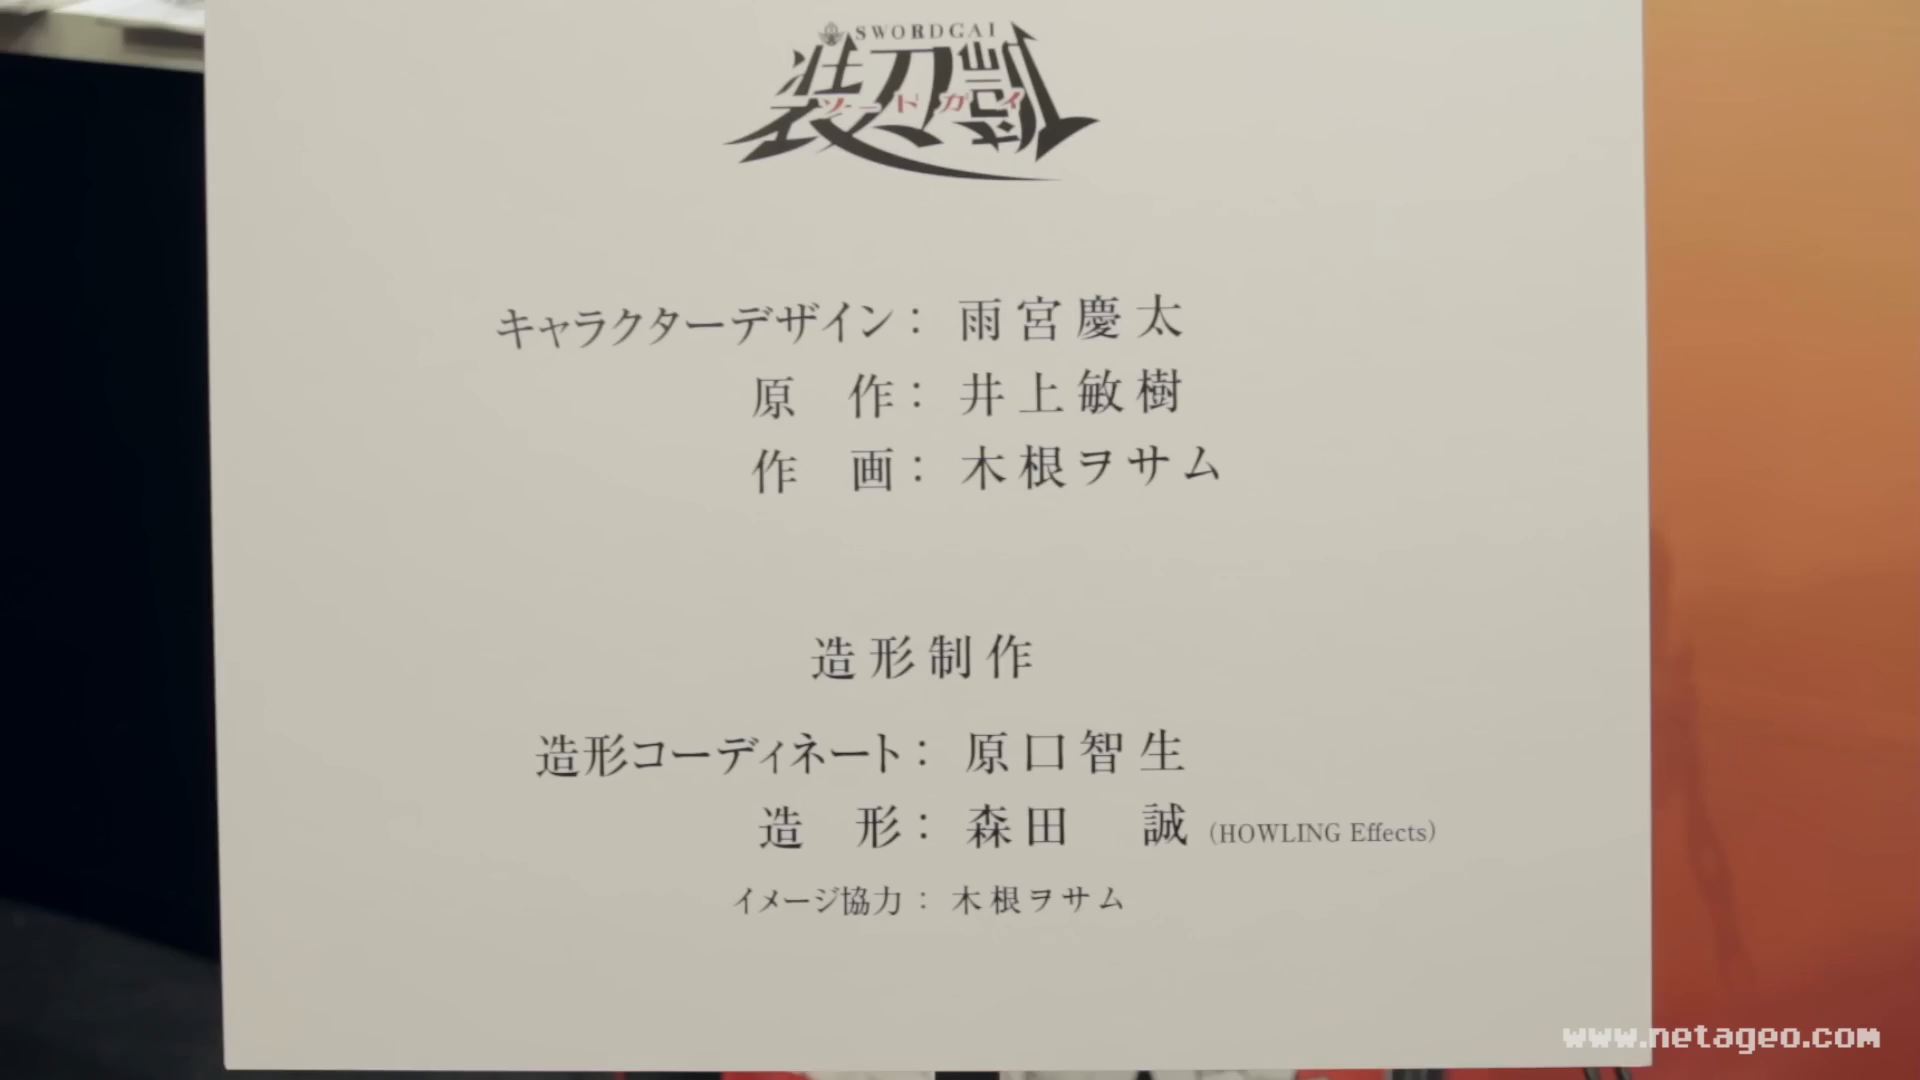 SWORDGAI
装刀凱
ソードガイ
キャラクターデザイン： 雨宮慶太
原　作： 井上敏樹
作　画： 木根ヲサム
造形制作
造形コーディネート： 原口智生
造　形： 森田　誠 (HOWLING Effects)
イメージ協力： 木根ヲサム
www.netageo.com